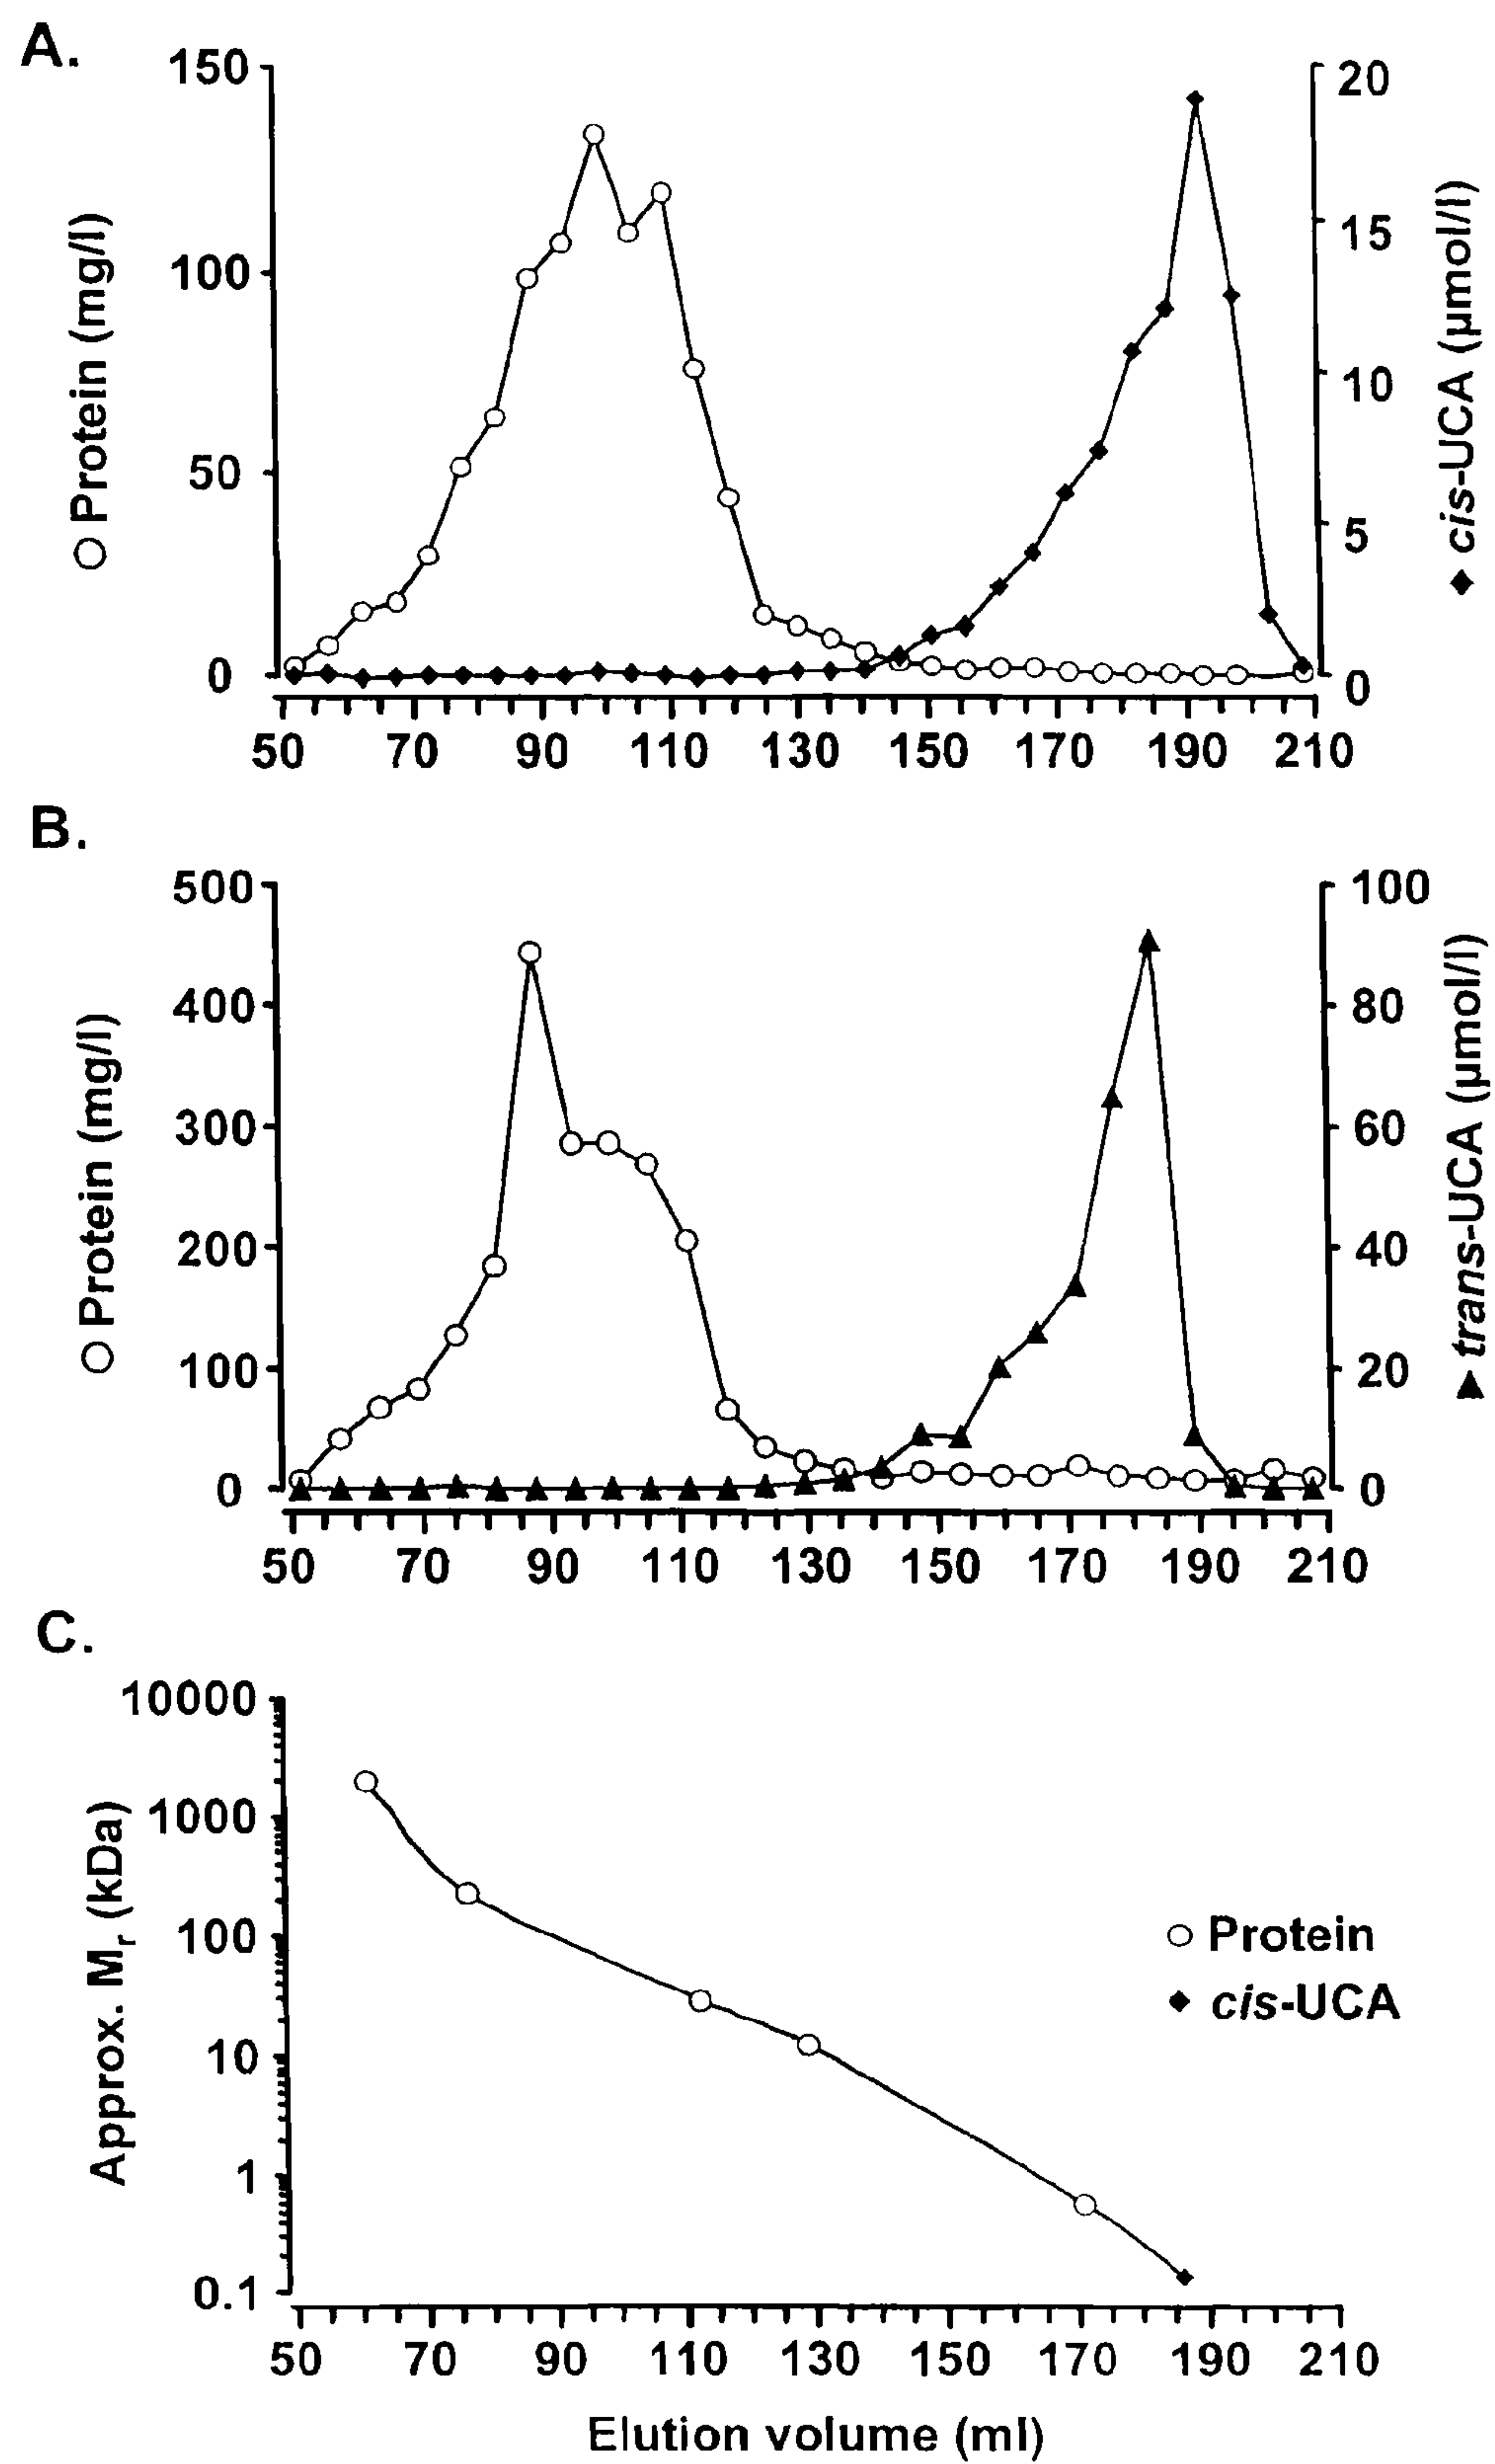 A.
150
100
50
0
○ Protein (mg/l)
20
15
10
5
0
◆ cis-UCA (µmol/l)
50 70 90 110 130 150 170 190 210
B.
500
400
300
200
100
0
○ Protein (mg/l)
100
80
60
40
20
0
▲ trans-UCA (µmol/l)
50 70 90 110 130 150 170 190 210
C.
10000
1000
100
10
1
0.1
Approx. Mr (kDa)
○ Protein
◆ cis-UCA
50 70 90 110 130 150 170 190 210
Elution volume (ml)